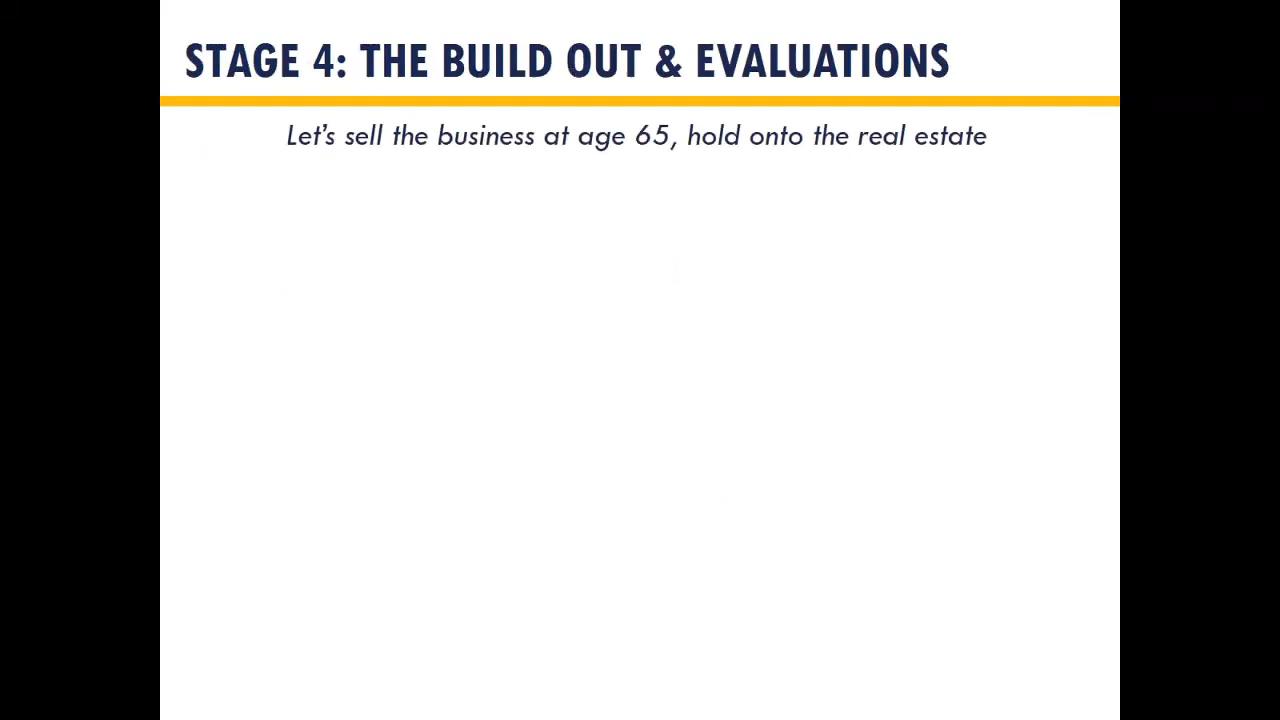 STAGE 4: THE BUILD OUT & EVALUATIONS
Let’s sell the business at age 65, hold onto the real estate